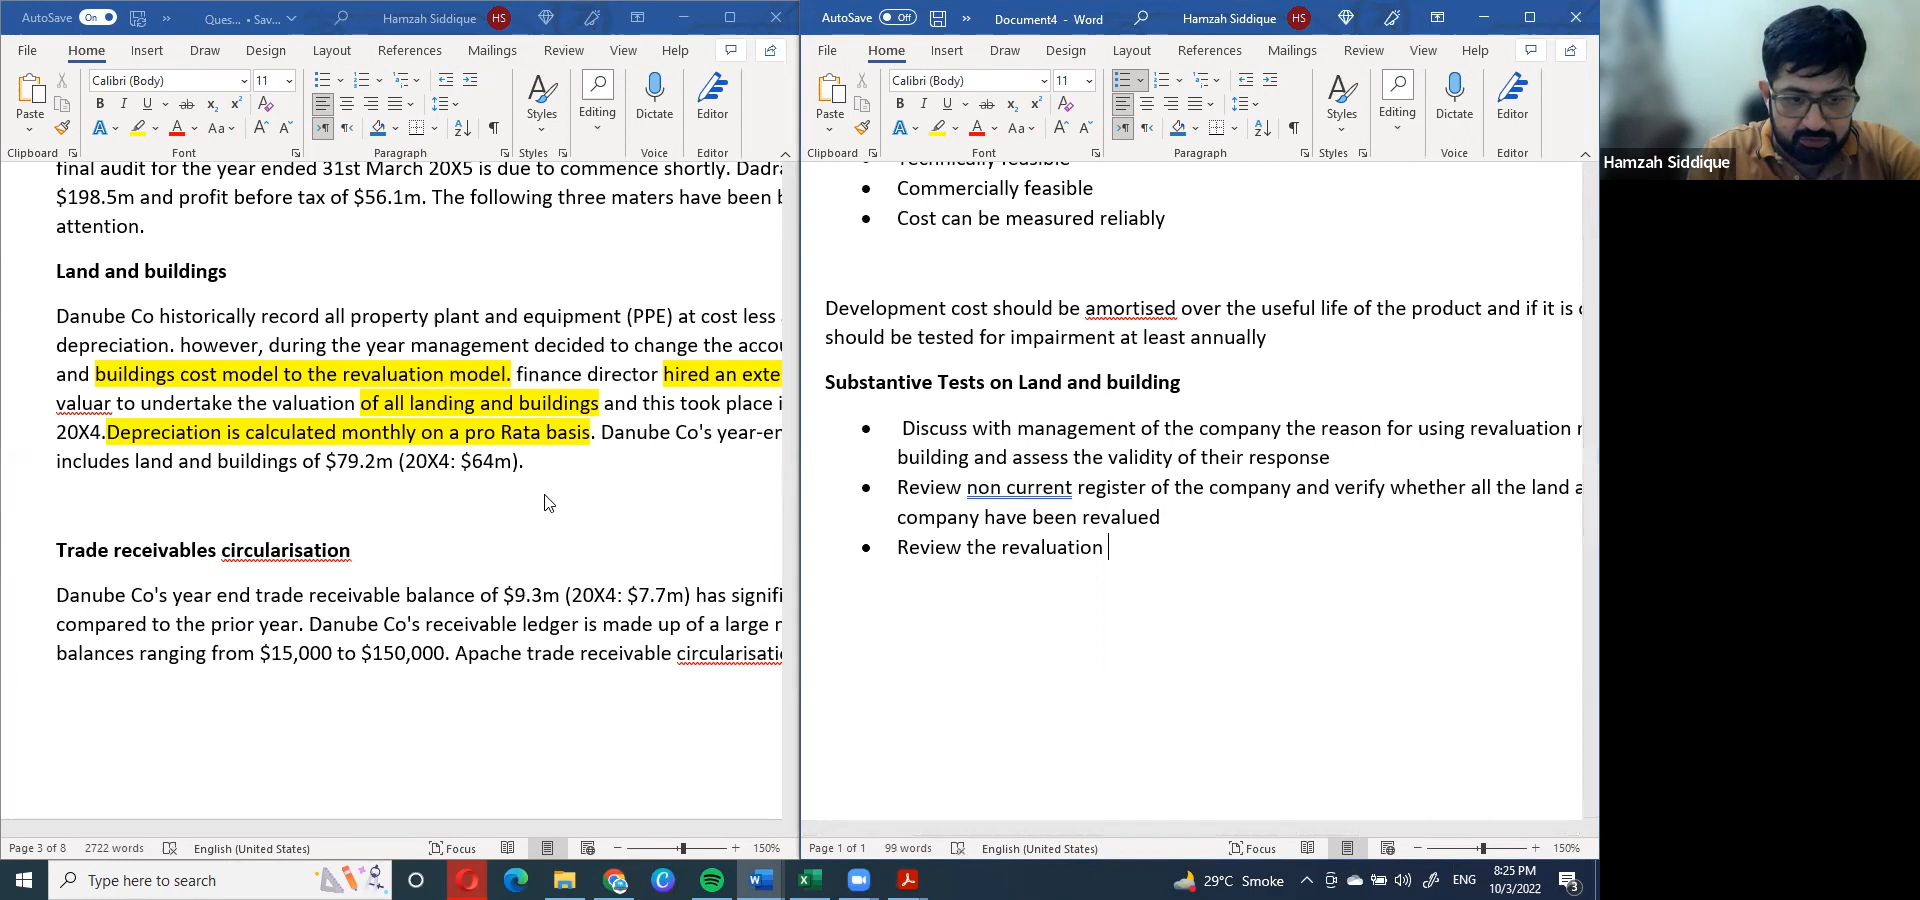 AutoSave On Ques... • Sav... Hamzah Siddique HS
File Home Insert Draw Design Layout References Mailings Review View Help
Calibri (Body) 11
Paste Styles Editing Dictate Editor
Clipboard Font Paragraph Styles Voice Editor
final audit for the year ended 31st March 20X5 is due to commence shortly.
$198.5m and profit before tax of $56.1m. The following three maters have been
attention.
Land and buildings
Danube Co historically record all property plant and equipment (PPE) at cost less
depreciation. however, during the year management decided to change the
and buildings cost model to the revaluation model. finance director hired an
valuar to undertake the valuation of all landing and buildings and this took place
20X4.Depreciation is calculated monthly on a pro Rata basis. Danube Co's
includes land and buildings of $79.2m (20X4: $64m).
Trade receivables circularisation
Danube Co's year end trade receivable balance of $9.3m (20X4: $7.7m) has
compared to the prior year. Danube Co's receivable ledger is made up of a large
balances ranging from $15,000 to $150,000. Apache trade receivable
Page 3 of 8 2722 words English (United States) Focus 150%
AutoSave Off Document4 - Word Hamzah Siddique HS
File Home Insert Draw Design Layout References Mailings Review View Help
Calibri (Body) 11
Paste Styles Editing Dictate Editor
Clipboard Font Paragraph Styles Voice Editor
Technically feasible
• Commercially feasible
• Cost can be measured reliably
Development cost should be amortised over the useful life of the product and if it is
should be tested for impairment at least annually
Substantive Tests on Land and building
• Discuss with management of the company the reason for using revaluation
building and assess the validity of their response
• Review non current register of the company and verify whether all the land
company have been revalued
• Review the revaluation
Page 1 of 1 99 words English (United States) Focus 150%
Hamzah Siddique
Type here to search
29°C Smoke ENG 8:25 PM
10/3/2022 3